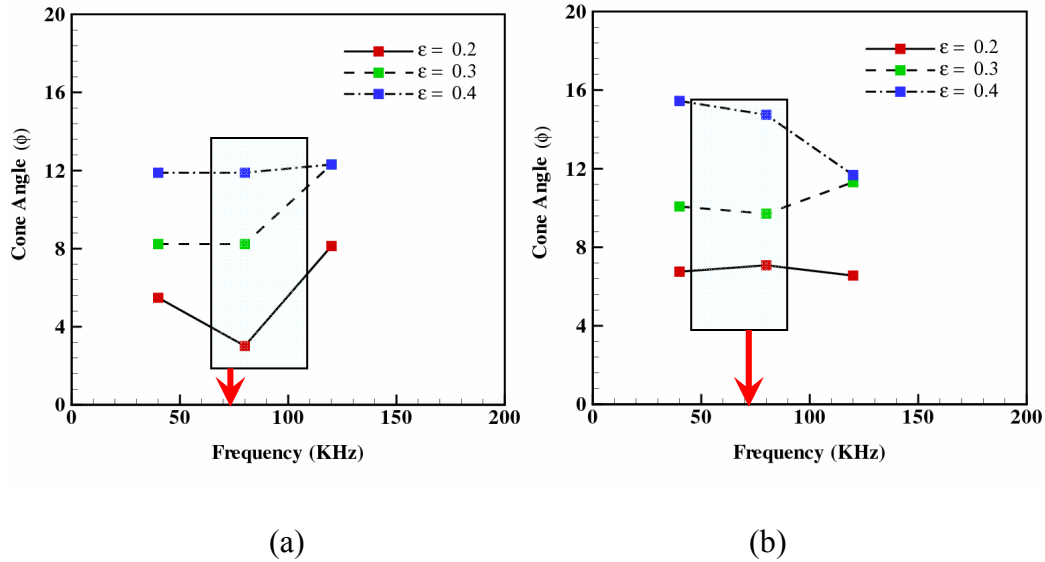 20
16
12
8
4
0
Cone Angle (ϕ)
ε = 0.2
ε = 0.3
ε = 0.4
0 50 100 150 200
Frequency (KHz)
(a)
20
16
12
8
4
0
Cone Angle (ϕ)
ε = 0.2
ε = 0.3
ε = 0.4
0 50 100 150 200
Frequency (KHz)
(b)